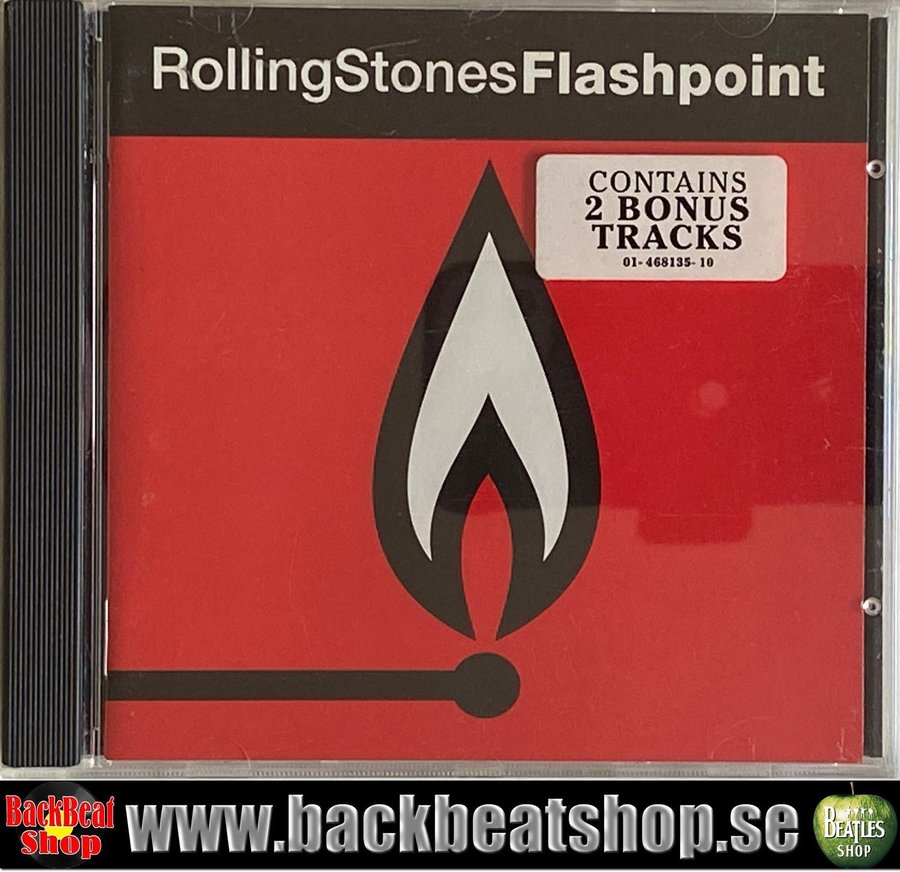 RollingStonesFlashpoint
CONTAINS
2 BONUS
TRACKS
01-468135-10
BackBeat
Shop
www.backbeatshop.se
BEATLES
SHOP